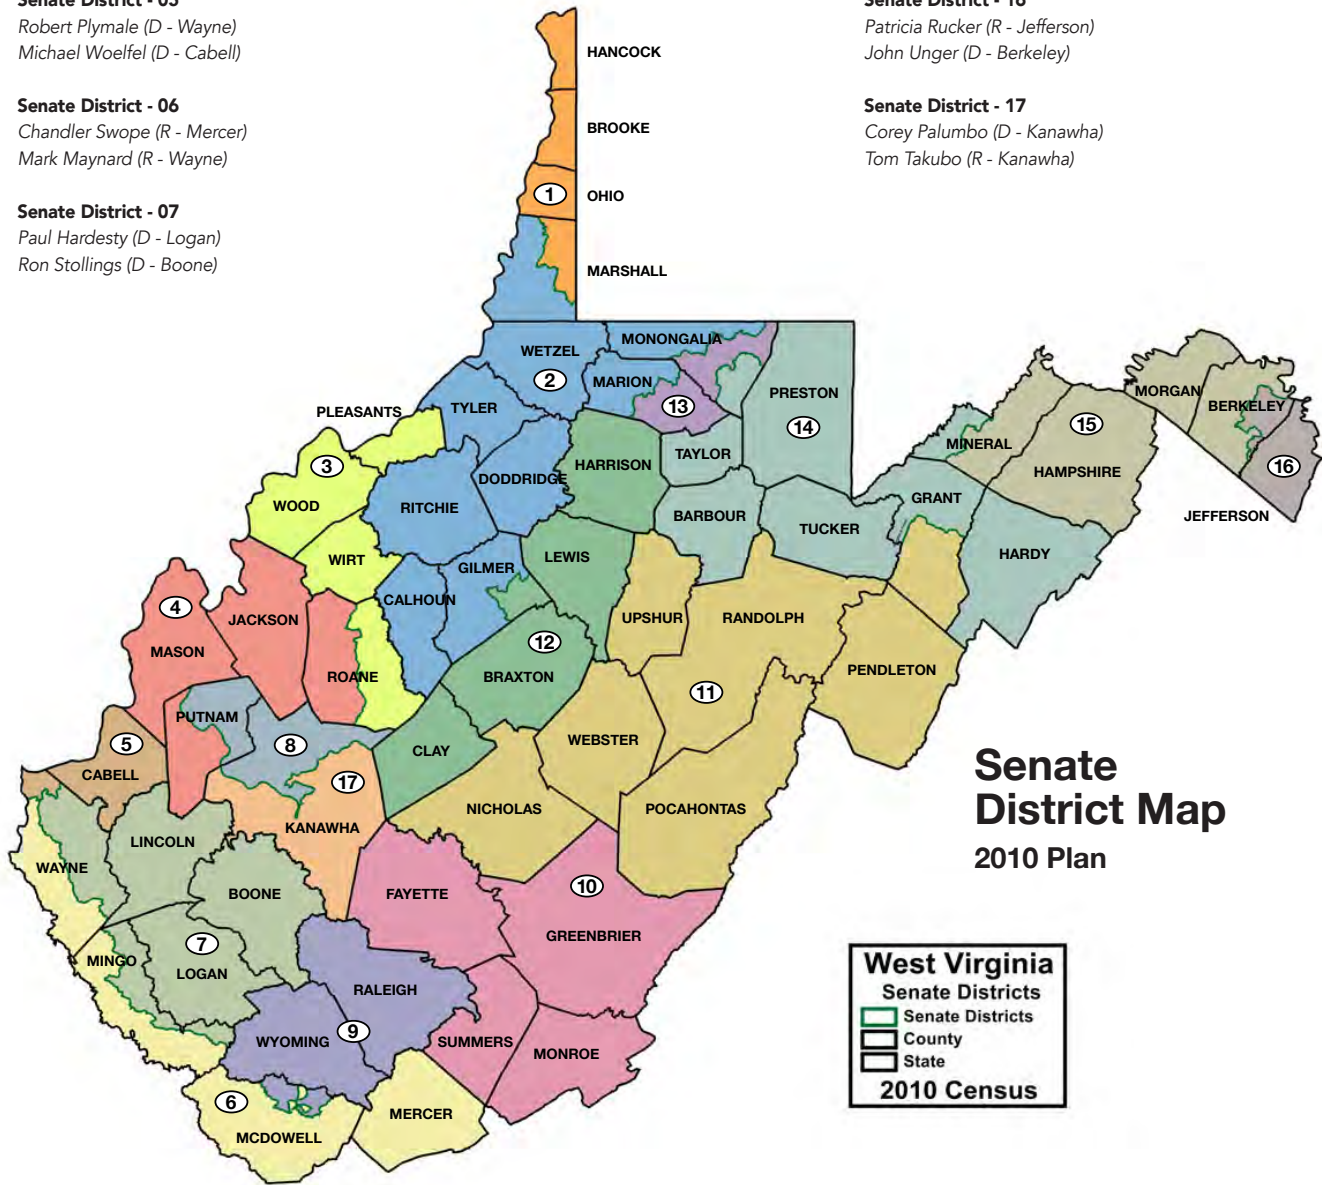 Senate District - 05
Robert Plymale (D - Wayne)
Michael Woelfel (D - Cabell)
Senate District - 06
Chandler Swope (R - Mercer)
Mark Maynard (R - Wayne)
Senate District - 07
Paul Hardesty (D - Logan)
Ron Stollings (D - Boone)
Senate District - 16
Patricia Rucker (R - Jefferson)
John Unger (D - Berkeley)
Senate District - 17
Corey Palumbo (D - Kanawha)
Tom Takubo (R - Kanawha)
HANCOCK
BROOKE
1
OHIO
MARSHALL
MONONGALIA
WETZEL
2
MARION
13
PRESTON
14
TYLER
PLEASANTS
3
WOOD
DODDRIDGE
HARRISON
TAYLOR
RITCHIE
BARBOUR
TUCKER
MINERAL
GRANT
15
HAMPSHIRE
MORGAN
BERKELEY
16
JEFFERSON
HARDY
WIRT
GILMER
LEWIS
CALHOUN
4
JACKSON
MASON
ROANE
UPSHUR
RANDOLPH
12
BRAXTON
11
PENDLETON
PUTNAM
5
8
CABELL
17
CLAY
WEBSTER
NICHOLAS
POCAHONTAS
KANAWHA
LINCOLN
WAYNE
BOONE
FAYETTE
10
GREENBRIER
7
MINGO
LOGAN
RALEIGH
9
WYOMING
SUMMERS
MONROE
6
MERCER
MCDOWELL
Senate
District Map
2010 Plan
West Virginia
Senate Districts
Senate Districts
County
State
2010 Census